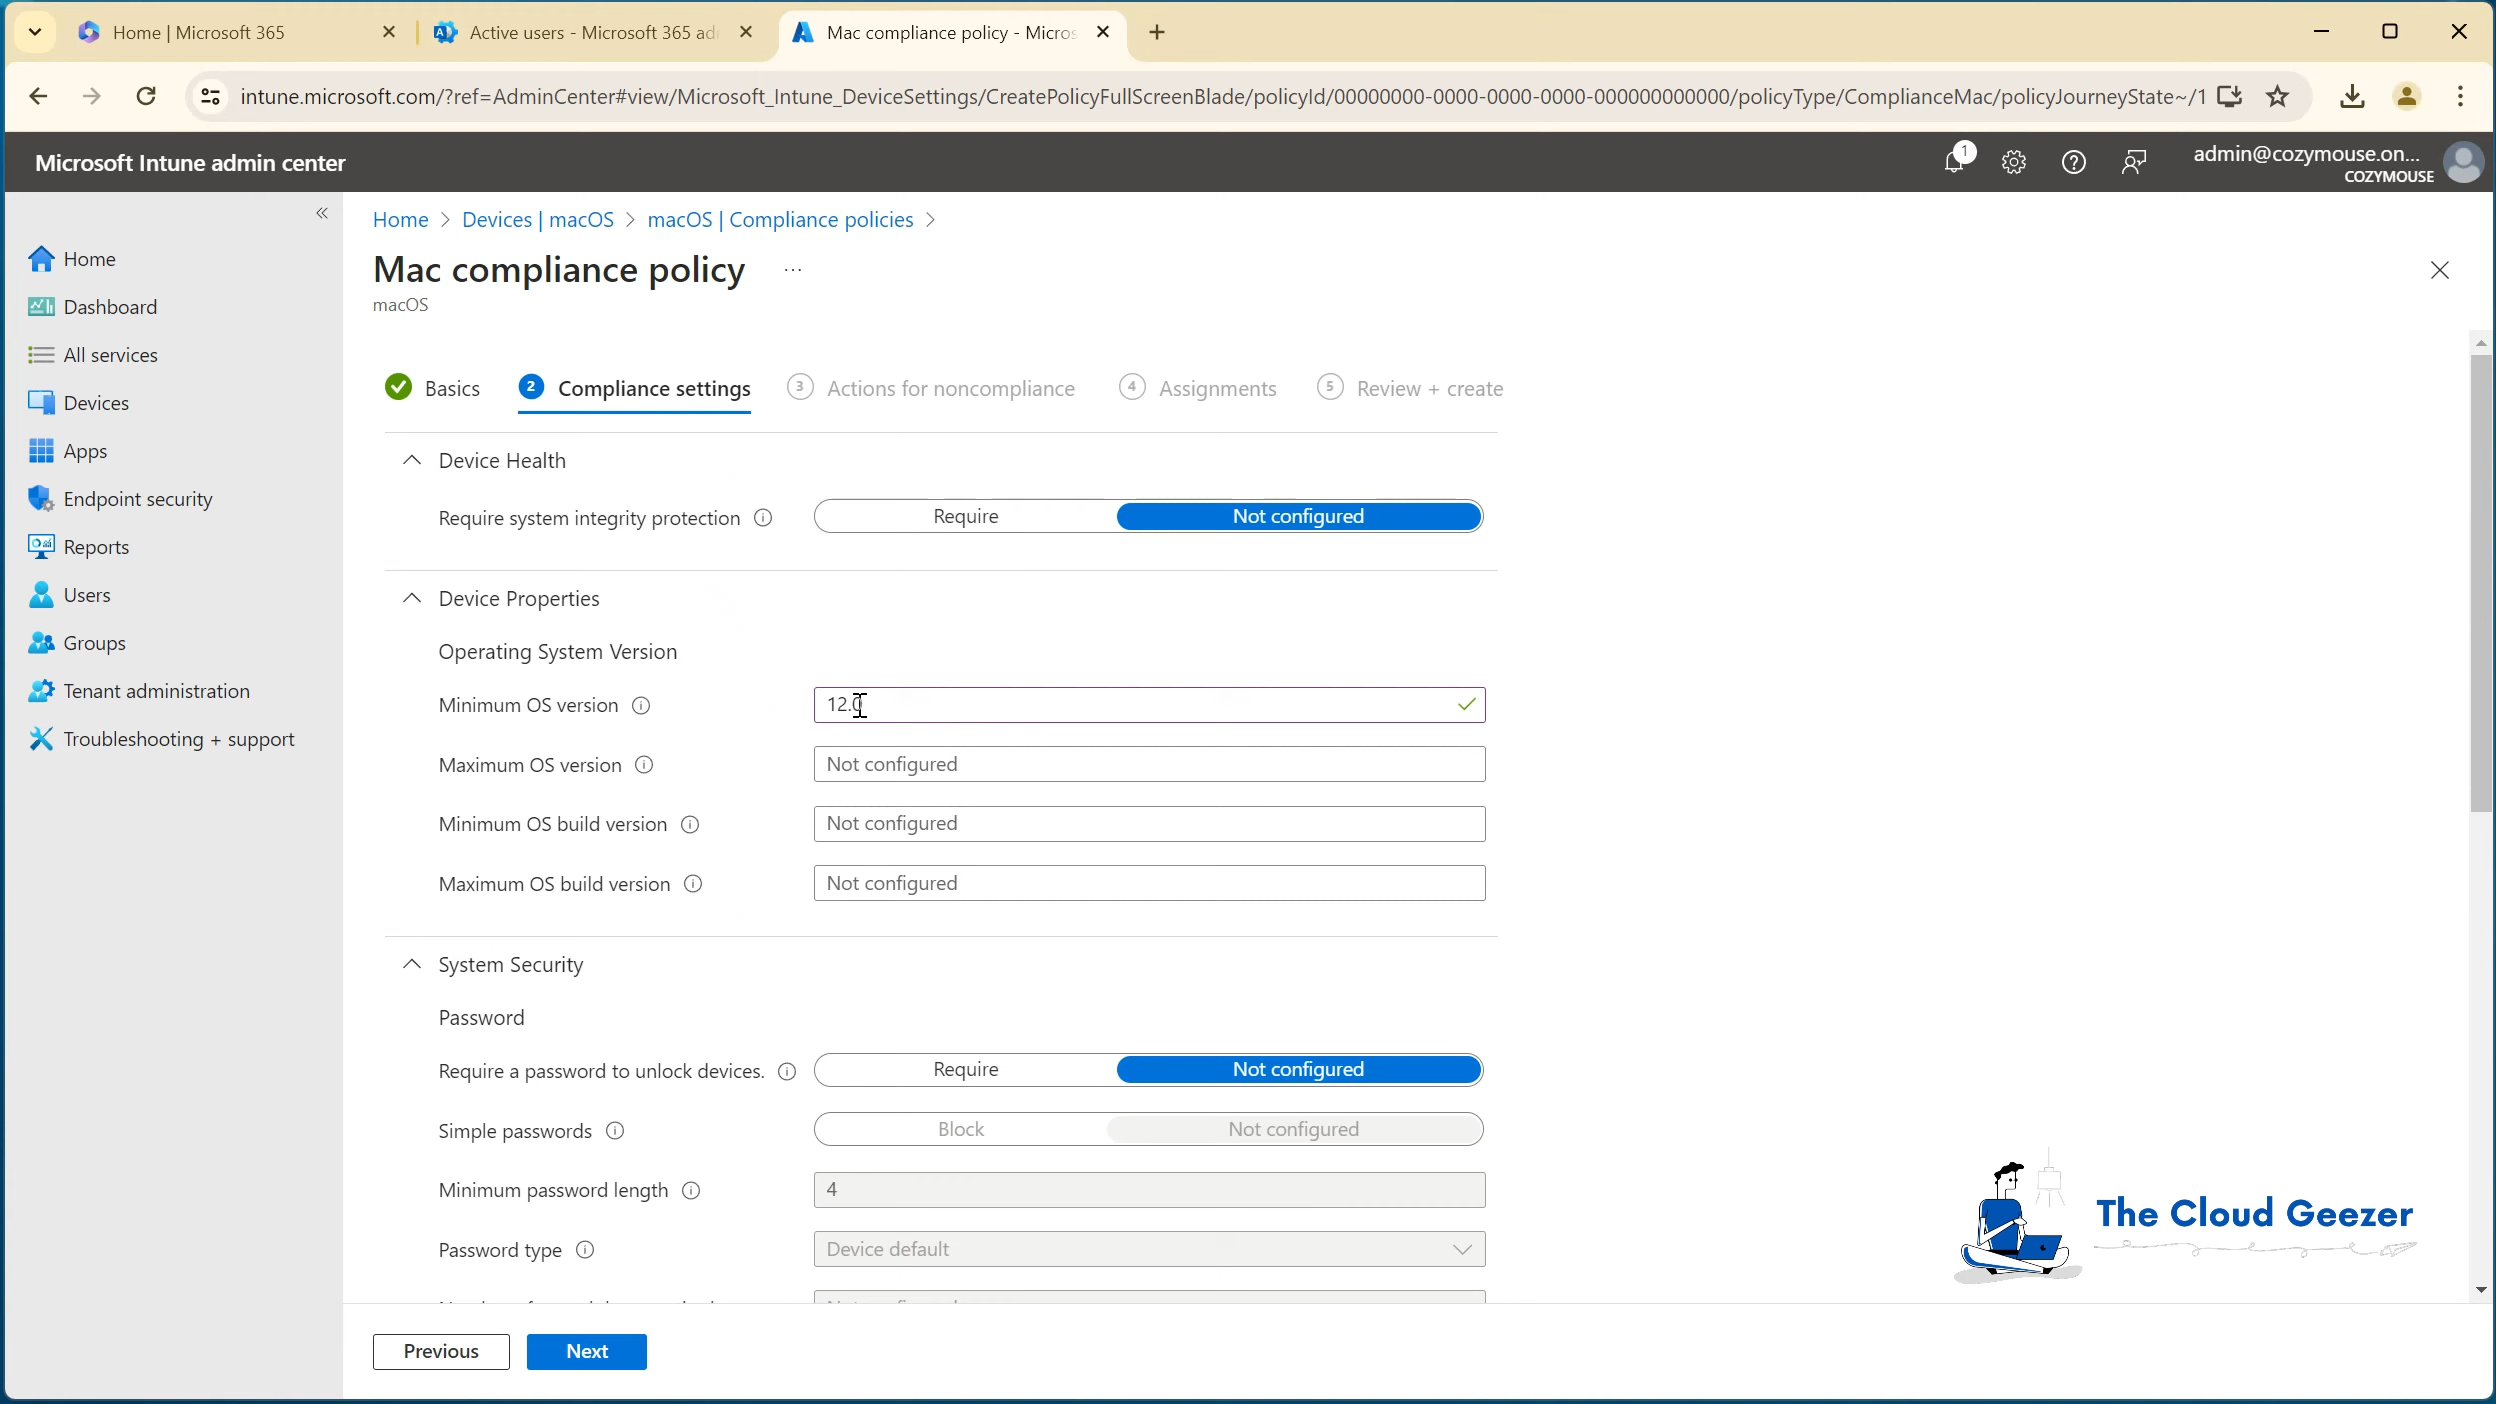 Home | Microsoft 365
Active users - Microsoft 365 ad
Mac compliance policy - Micros
intune.microsoft.com/?ref=AdminCenter#view/Microsoft_Intune_DeviceSettings/CreatePolicyFullScreenBlade/policyId/00000000-0000-0000-0000-000000000000/policyType/ComplianceMac/policyJourneyState~/1
Microsoft Intune admin center
1
admin@cozymouse.on...
COZYMOUSE
Home
Dashboard
All services
Devices
Apps
Endpoint security
Reports
Users
Groups
Tenant administration
Troubleshooting + support
Home > Devices | macOS > macOS | Compliance policies >
Mac compliance policy ...
macOS
Basics 2 Compliance settings 3 Actions for noncompliance 4 Assignments 5 Review + create
Device Health
Require system integrity protection Require Not configured
Device Properties
Operating System Version
Minimum OS version 12.0
Maximum OS version Not configured
Minimum OS build version Not configured
Maximum OS build version Not configured
System Security
Password
Require a password to unlock devices. Require Not configured
Simple passwords Block Not configured
Minimum password length 4
Password type Device default
The Cloud Geezer
Previous Next